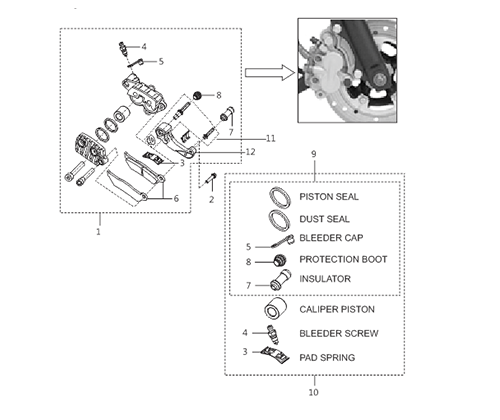 5
4
5
8
7
11
12
3
6
2
1
9
PISTON SEAL
DUST SEAL
5 BLEEDER CAP
8 PROTECTION BOOT
7 INSULATOR
CALIPER PISTON
4 BLEEDER SCREW
3 PAD SPRING
10